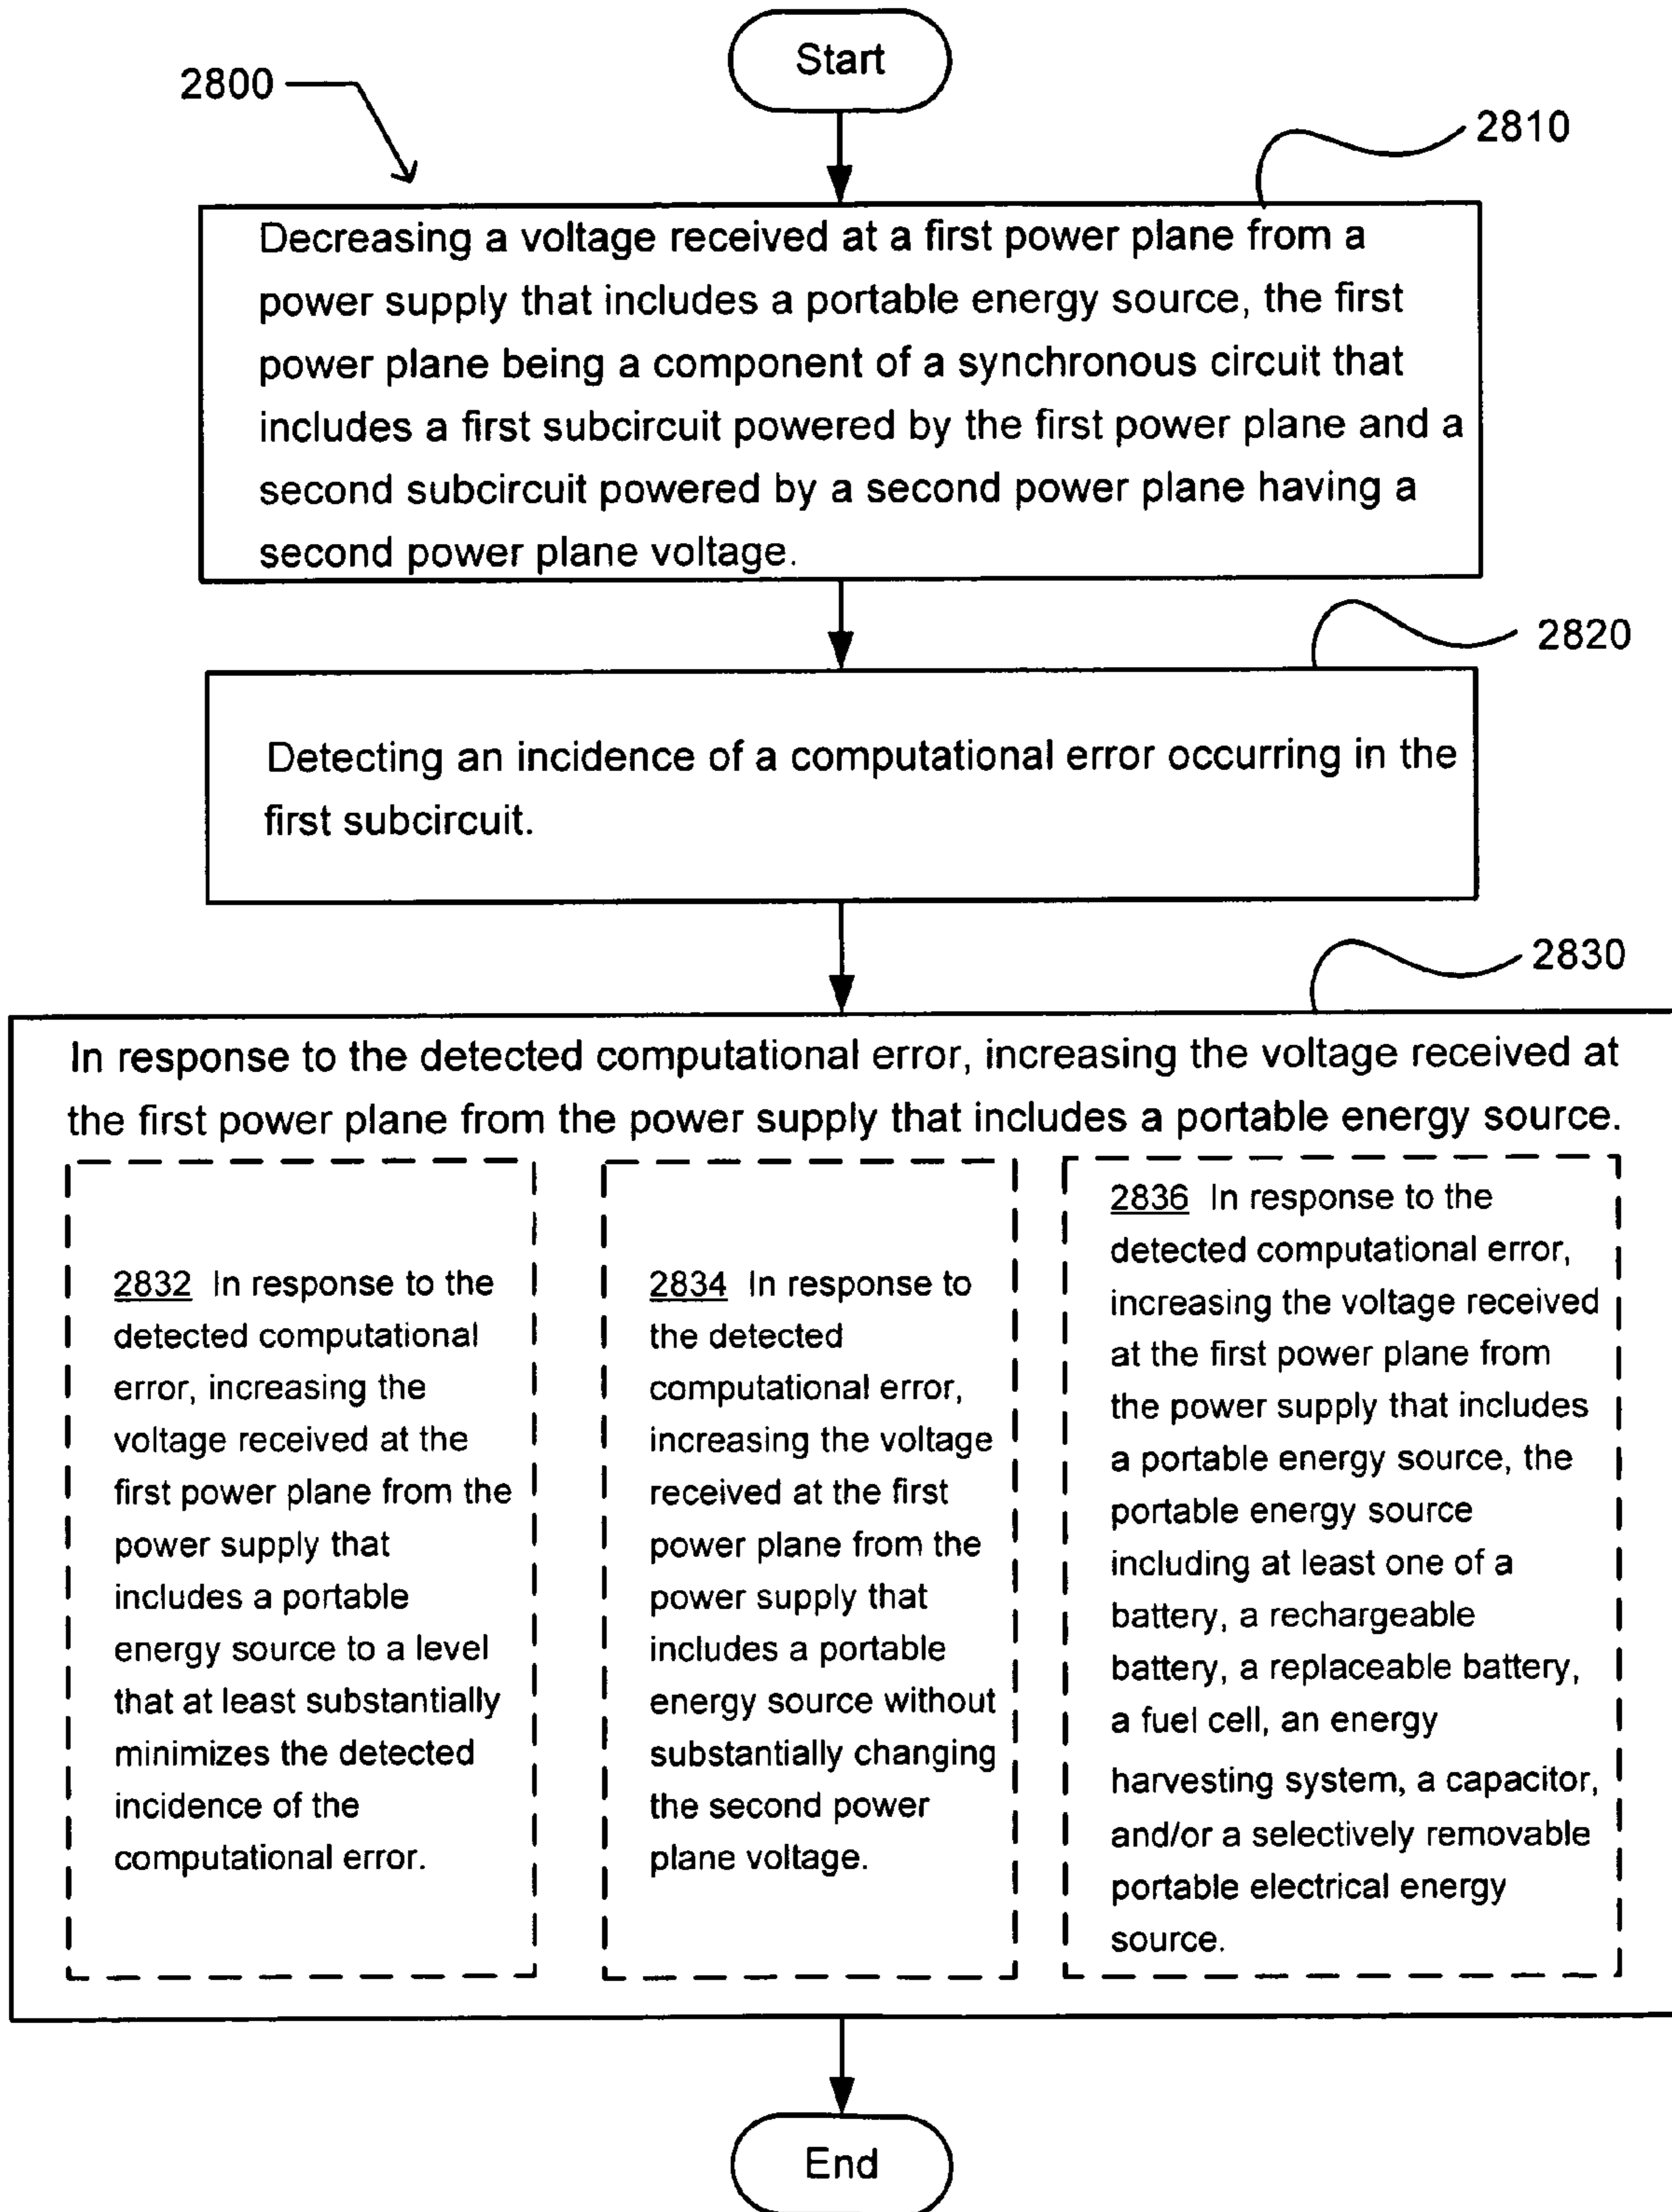 Start
2800
2810
Decreasing a voltage received at a first power plane from a
power supply that includes a portable energy source, the first
power plane being a component of a synchronous circuit that
includes a first subcircuit powered by the first power plane and a
second subcircuit powered by a second power plane having a
second power plane voltage.
2820
Detecting an incidence of a computational error occurring in the
first subcircuit.
2830
In response to the detected computational error, increasing the voltage received at
the first power plane from the power supply that includes a portable energy source.
2832 In response to the
detected computational
error, increasing the
voltage received at the
first power plane from the
power supply that
includes a portable
energy source to a level
that at least substantially
minimizes the detected
incidence of the
computational error.
2834 In response to
the detected
computational error,
increasing the voltage
received at the first
power plane from the
power supply that
includes a portable
energy source without
substantially changing
the second power
plane voltage.
2836 In response to the
detected computational error,
increasing the voltage received
at the first power plane from
the power supply that includes
a portable energy source, the
portable energy source
including at least one of a
battery, a rechargeable
battery, a replaceable battery,
a fuel cell, an energy
harvesting system, a capacitor,
and/or a selectively removable
portable electrical energy
source.
End